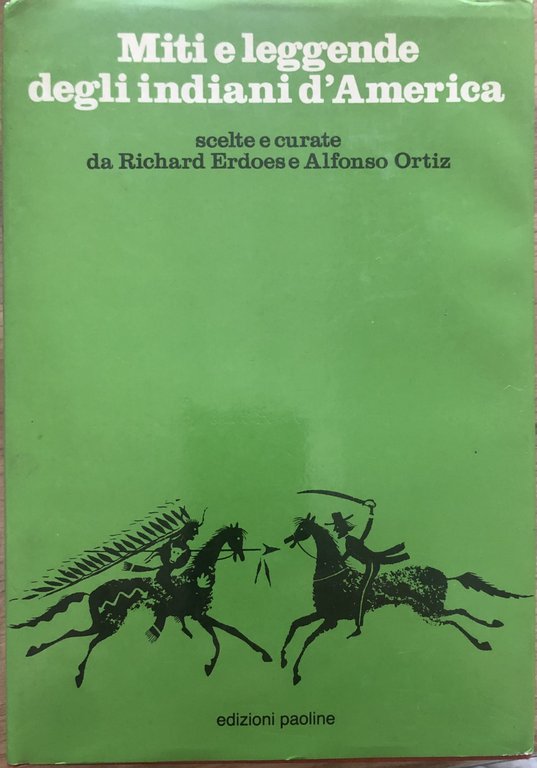 Miti e leggende
degli indiani d'America
scelte e curate
da Richard Erdoes e Alfonso Ortiz
edizioni paoline